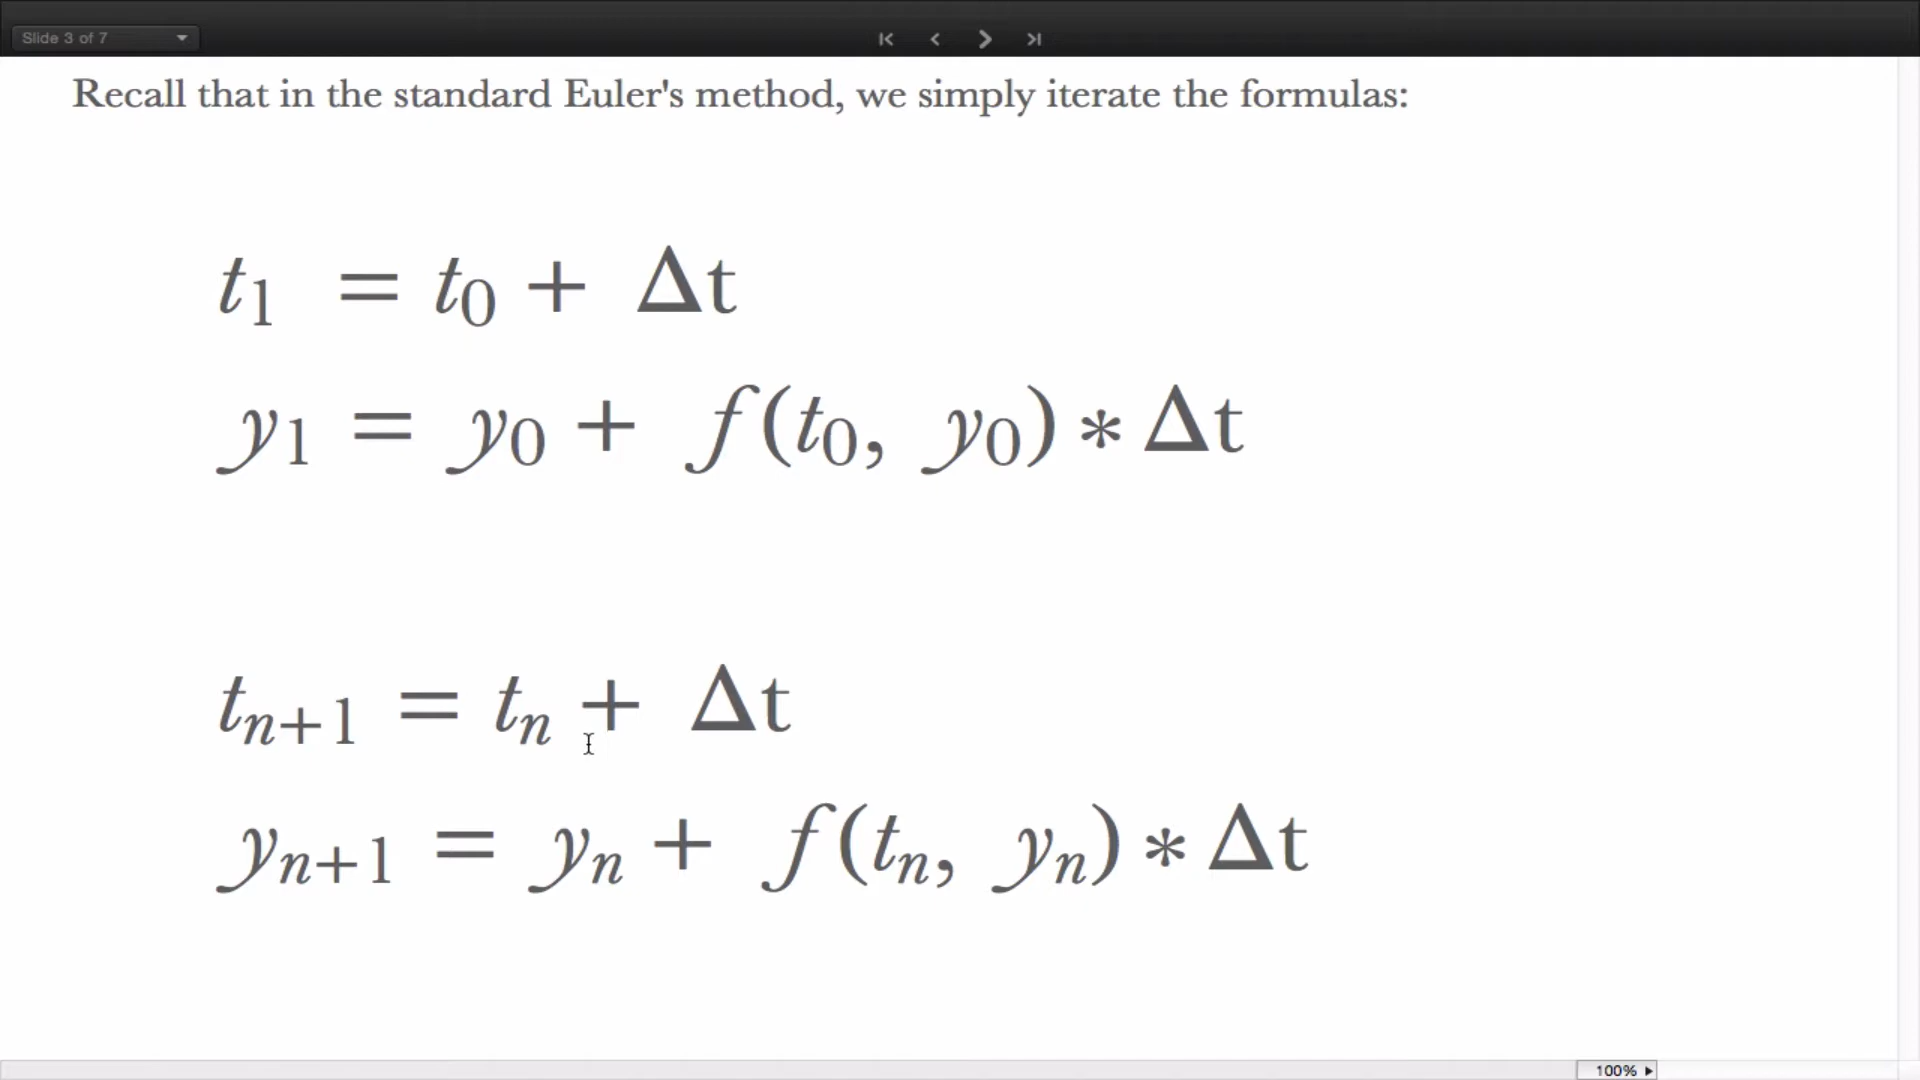 Slide 3 of 7
Recall that in the standard Euler's method, we simply iterate the formulas:
t₁ = t₀ + Δt
y₁ = y₀ + f(t₀, y₀) * Δt
tₙ₊₁ = tₙ + Δt
yₙ₊₁ = yₙ + f(tₙ, yₙ) * Δt
100%